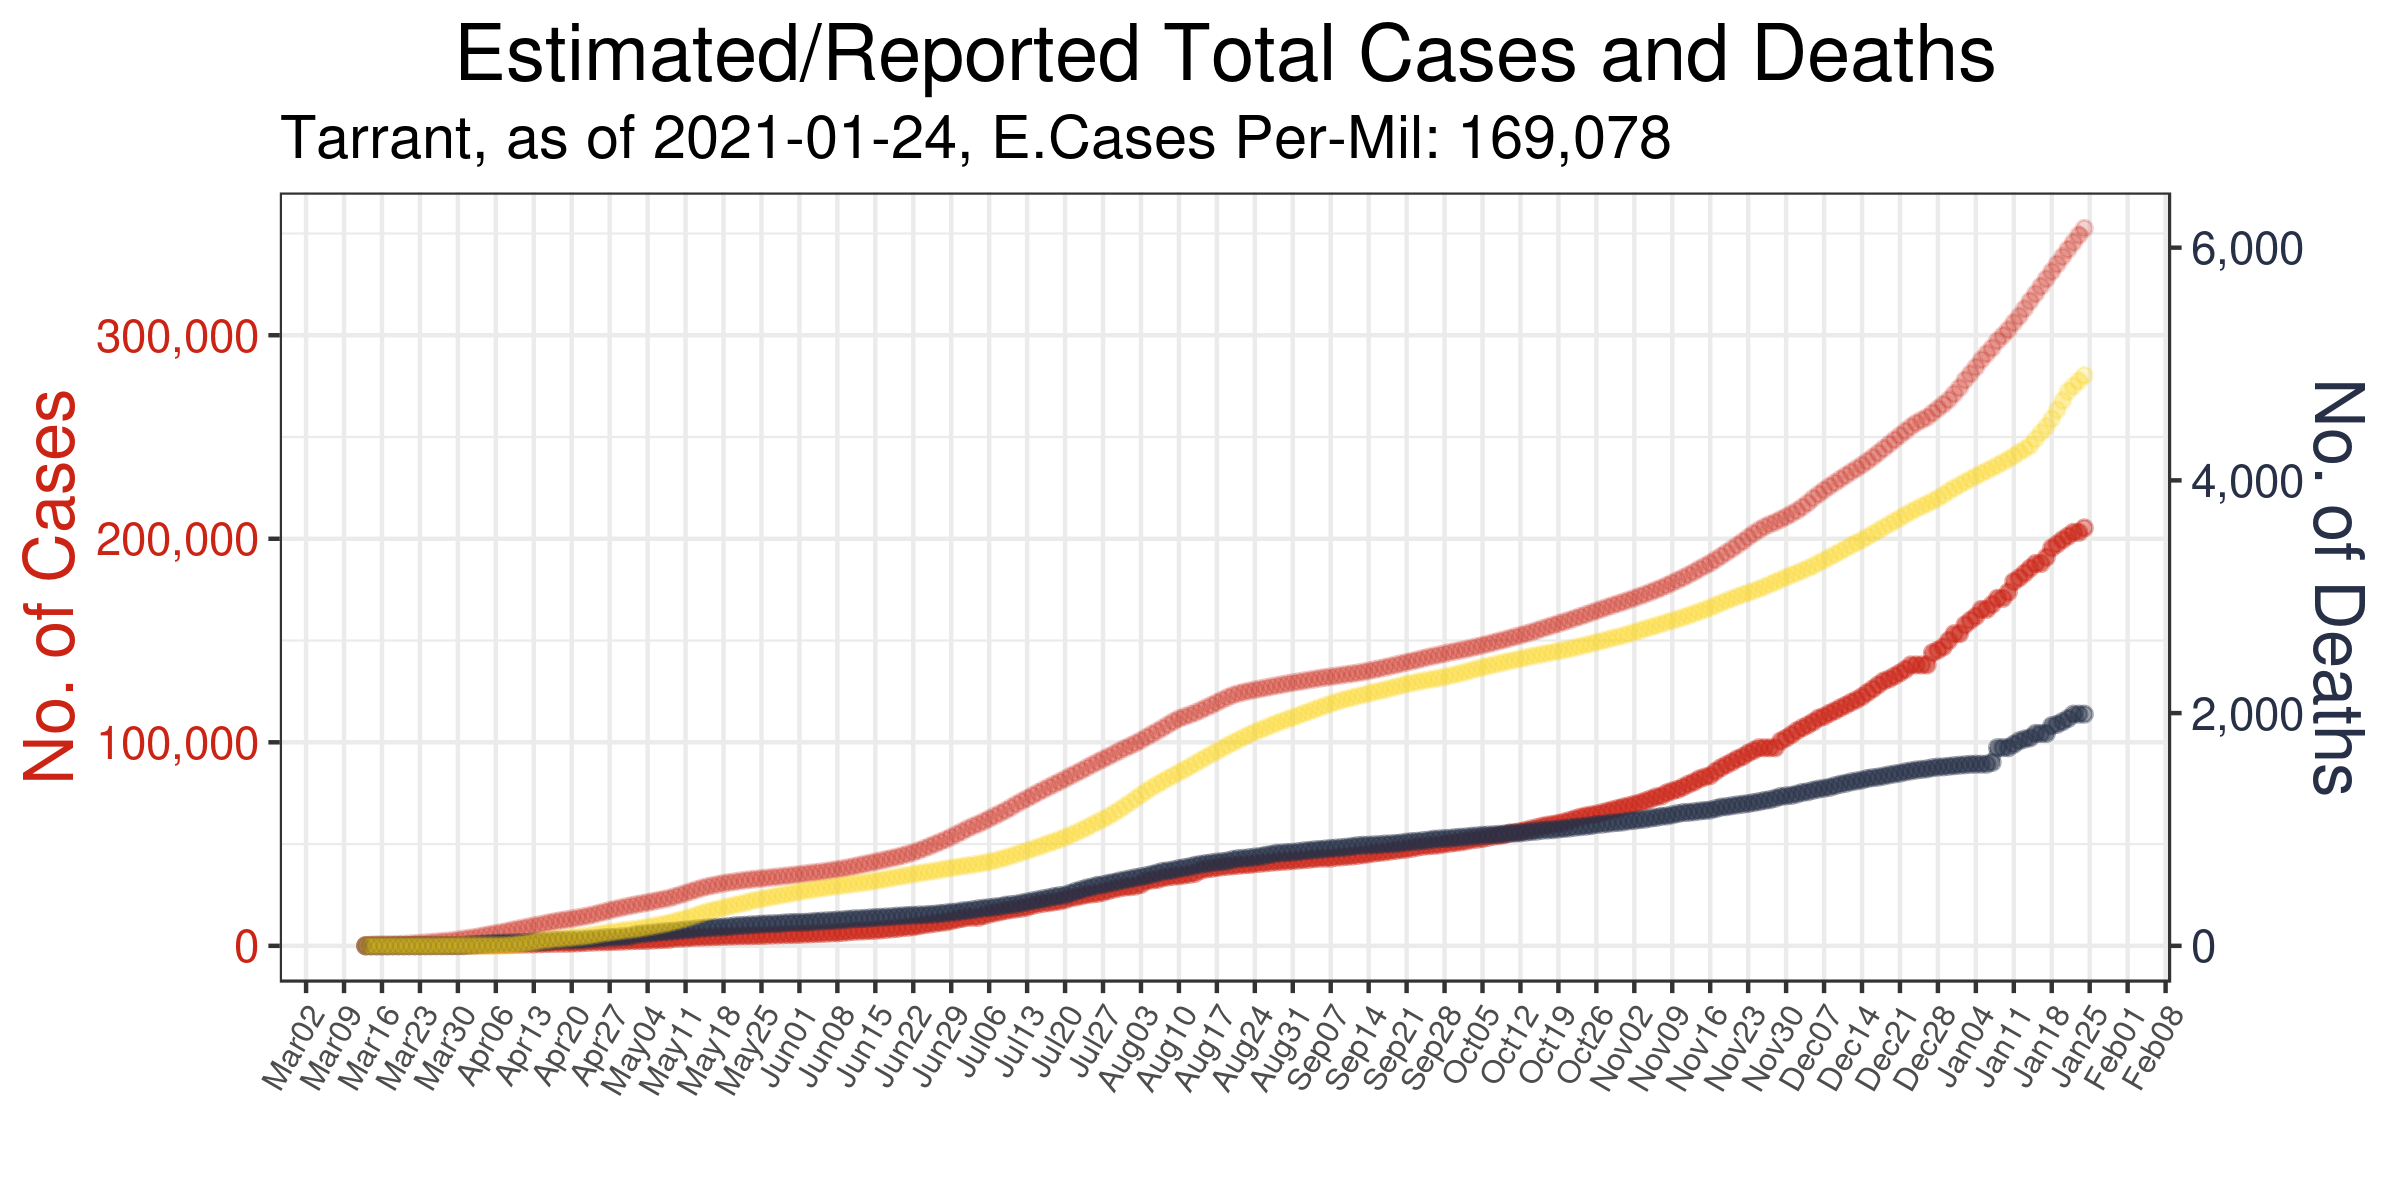 Estimated/Reported Total Cases and Deaths
Tarrant, as of 2021-01-24, E.Cases Per-Mil: 169,078
No. of Cases
300,000
200,000
100,000
0
6,000
4,000
2,000
0
No. of Deaths
Mar02
Mar09
Mar16
Mar23
Mar30
Apr06
Apr13
Apr20
Apr27
May04
May11
May18
May25
Jun01
Jun08
Jun15
Jun22
Jun29
Jul06
Jul13
Jul20
Jul27
Aug03
Aug10
Aug17
Aug24
Aug31
Sep07
Sep14
Sep21
Sep28
Oct05
Oct12
Oct19
Oct26
Nov02
Nov09
Nov16
Nov23
Nov30
Dec07
Dec14
Dec21
Dec28
Dec04
Jan11
Jan18
Jan25
Feb01
Feb08